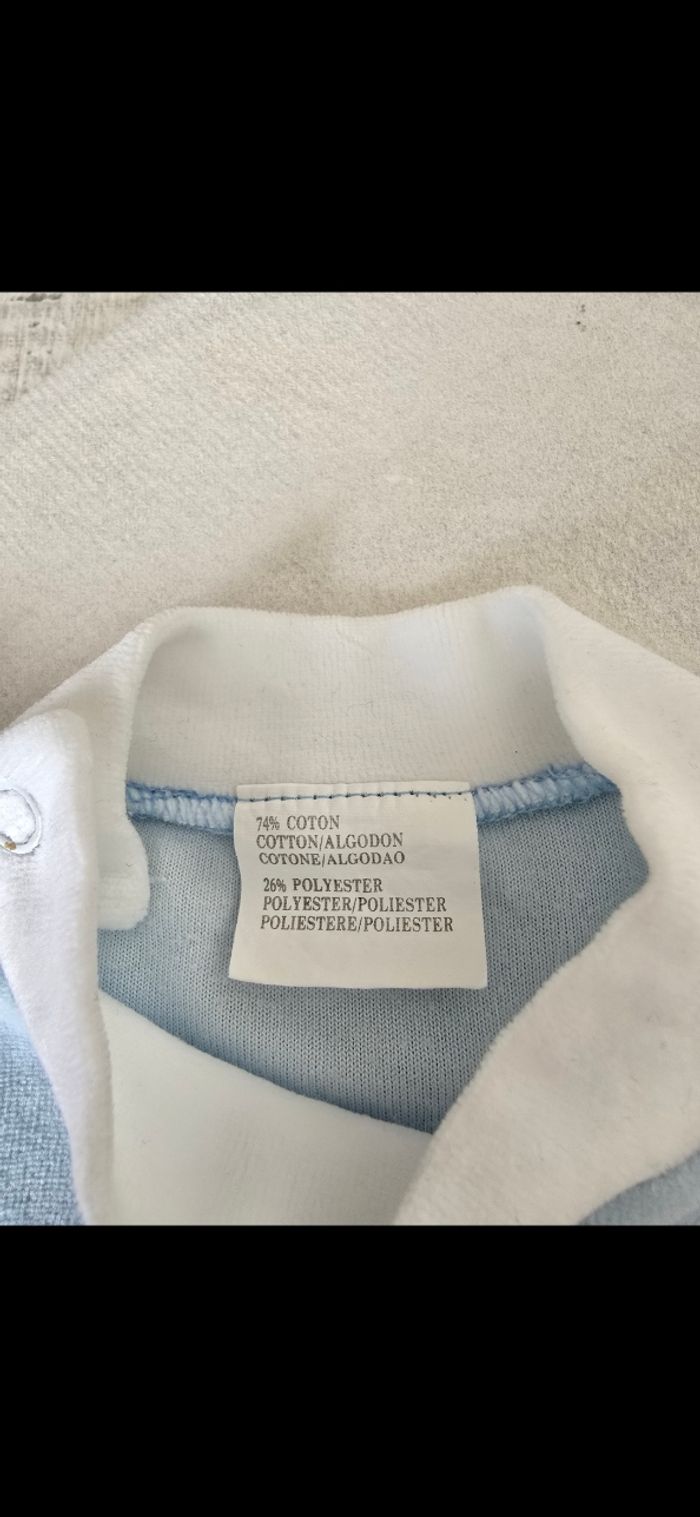 74% COTON
COTTON/ALGODON
COTONE/ALGODAO
26% POLYESTER
POLYESTER/POLIESTER
POLIESTERE/POLIESTER